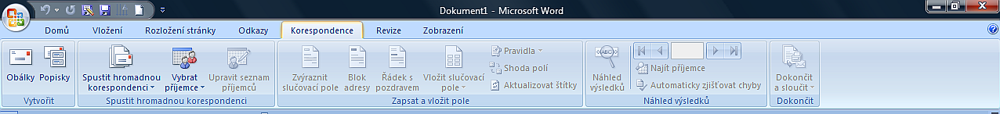 Dokument1 - Microsoft Word
Domů Vložení Rozložení stránky Odkazy Korespondence Revize Zobrazení
Obálky
Popisky
Vytvořit
Spustit hromadnou
korespondenci
Vybrat
příjemce
Upravit seznam
příjemců
Spustit hromadnou korespondenci
Zvýraznit
slučovací pole
Blok
adresy
Řádek s
pozdravem
Vložit slučovací
pole
Pravidla
Shoda polí
Aktualizovat štítky
Zapsat a vložit pole
ABC
Náhled
výsledků
Najít příjemce
Automaticky zjišťovat chyby
Náhled výsledků
Dokončit
a sloučit
Dokončit